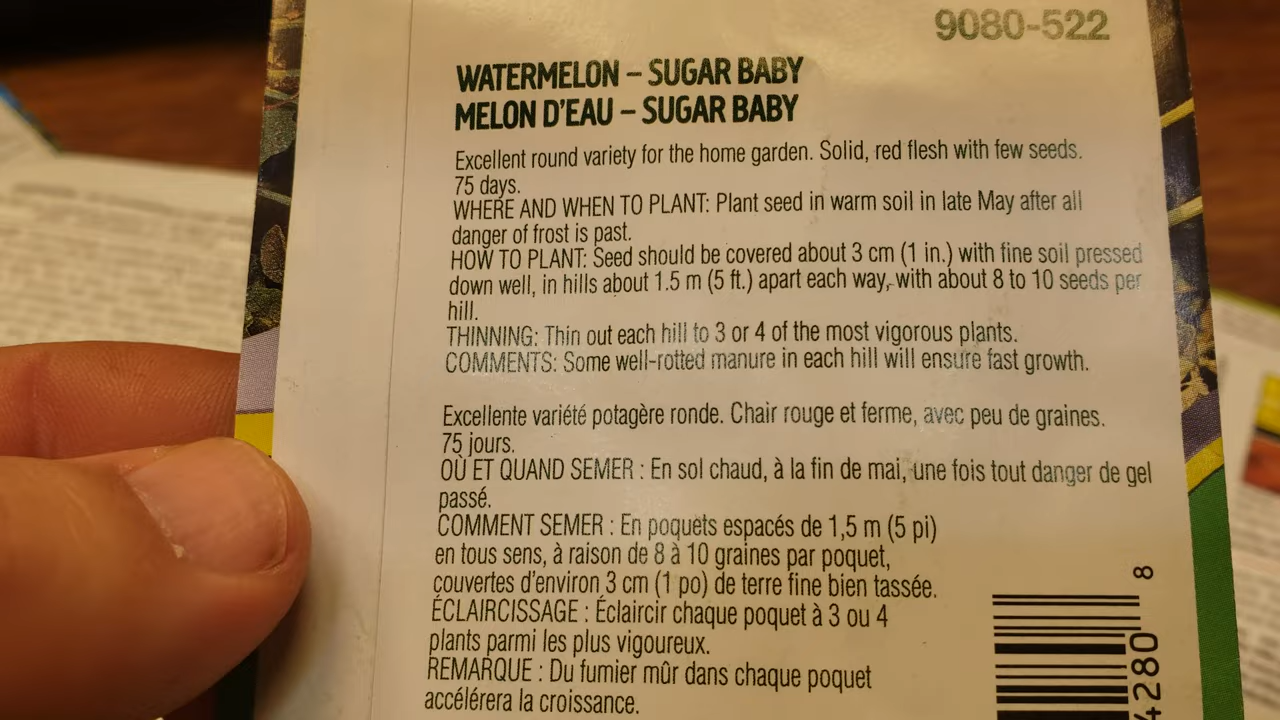 9080-522
WATERMELON – SUGAR BABY
MELON D'EAU – SUGAR BABY
Excellent round variety for the home garden. Solid, red flesh with few seeds.
75 days.
WHERE AND WHEN TO PLANT: Plant seed in warm soil in late May after all
danger of frost is past.
HOW TO PLANT: Seed should be covered about 3 cm (1 in.) with fine soil pressed
down well, in hills about 1.5 m (5 ft.) apart each way, with about 8 to 10 seeds per
hill.
THINNING: Thin out each hill to 3 or 4 of the most vigorous plants.
COMMENTS: Some well-rotted manure in each hill will ensure fast growth.
Excellente variété potagère ronde. Chair rouge et ferme, avec peu de graines.
75 jours.
OÙ ET QUAND SEMER : En sol chaud, à la fin de mai, une fois tout danger de gel
passé.
COMMENT SEMER : En poquets espacés de 1,5 m (5 pi)
en tous sens, à raison de 8 à 10 graines par poquet,
couvertes d'environ 3 cm (1 po) de terre fine bien tassée.
ÉCLAIRCISSAGE : Éclaircir chaque poquet à 3 ou 4
plants parmi les plus vigoureux.
REMARQUE : Du fumier mûr dans chaque poquet
accélérera la croissance.
4280 8